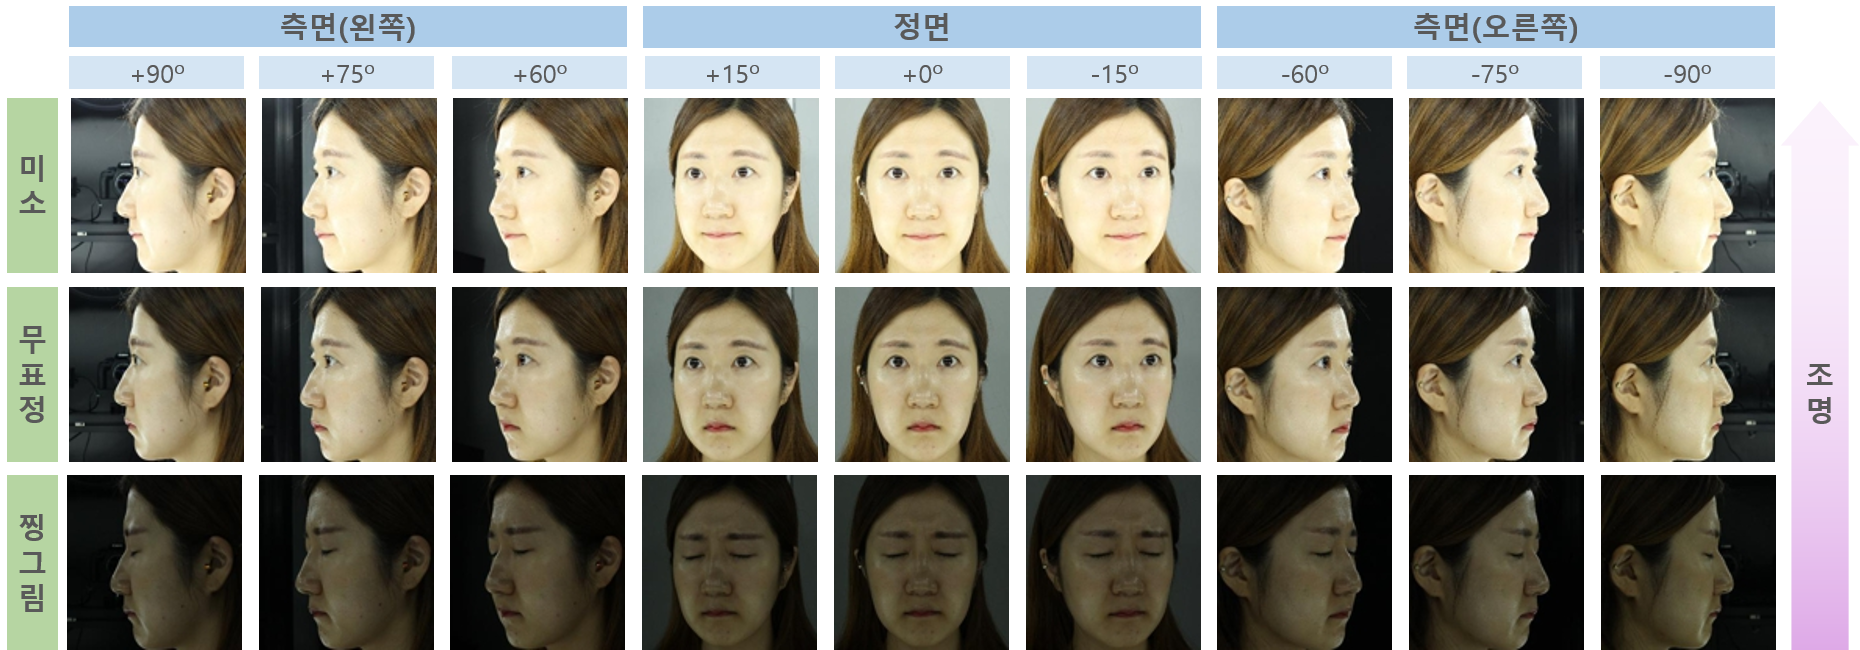 측면(왼쪽) 정면 측면(오른쪽)
+90º +75º +60º +15º +0º -15º -60º -75º -90º
미소
무표정
찡그림
조명